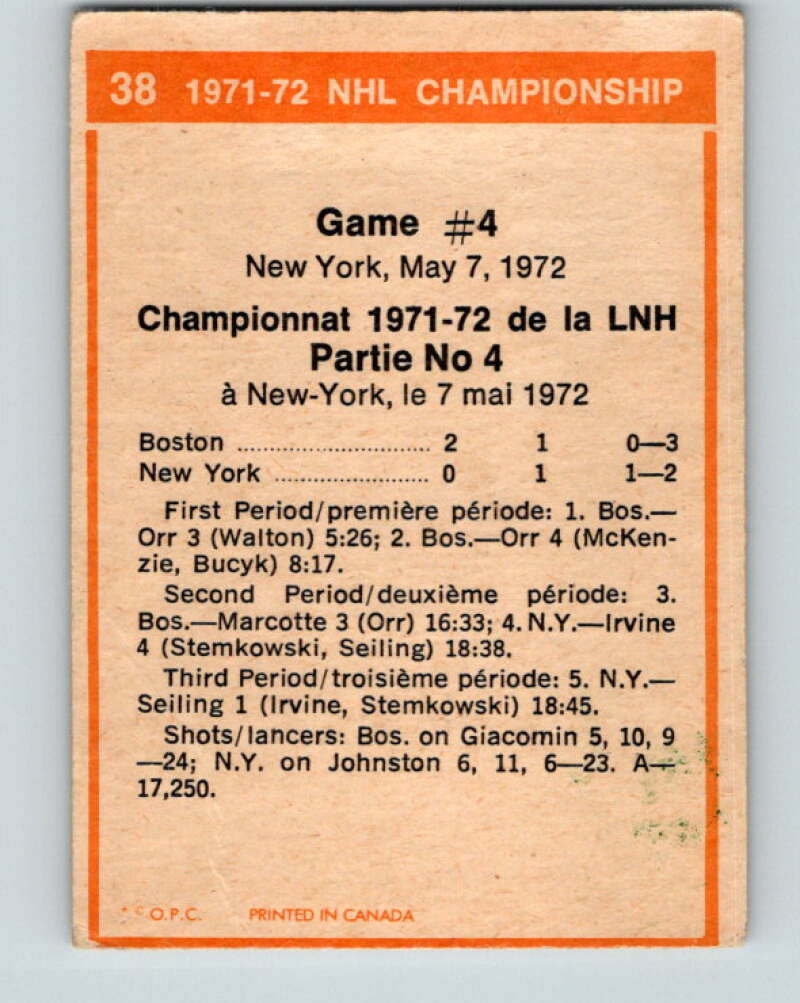 38 1971-72 NHL CHAMPIONSHIP
Game #4
New York, May 7, 1972
Championnat 1971-72 de la LNH
Partie No 4
à New-York, le 7 mai 1972
Boston ............................. 2 1 0—3
New York ....................... 0 1 1—2
First Period/première période: 1. Bos.—
Orr 3 (Walton) 5:26; 2. Bos.—Orr 4 (McKen-
zie, Bucyk) 8:17.
Second Period/deuxième période: 3.
Bos.—Marcotte 3 (Orr) 16:33; 4. N.Y.—Irvine
4 (Stemkowski, Seiling) 18:38.
Third Period/troisième période: 5. N.Y.—
Seiling 1 (Irvine, Stemkowski) 18:45.
Shots/lancers: Bos. on Giacomin 5, 10, 9
—24; N.Y. on Johnston 6, 11, 6—23. A—
17,250.
* © O.P.C. PRINTED IN CANADA